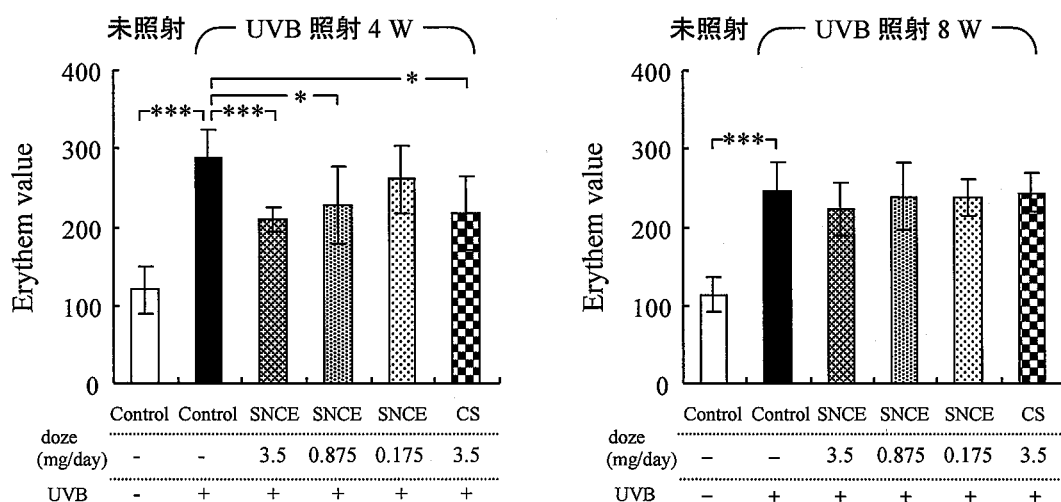 未照射 UVB 照射 4 W
Erythem value
400
300
200
100
0
*
*
*** ***
Control Control SNCE SNCE SNCE CS
doze
(mg/day) - - 3.5 0.875 0.175 3.5
UVB - + + + + +
未照射 UVB 照射 8 W
Erythem value
400
300
200
100
0
***
Control Control SNCE SNCE SNCE CS
doze
(mg/day) – – 3.5 0.875 0.175 3.5
UVB – + + + + +